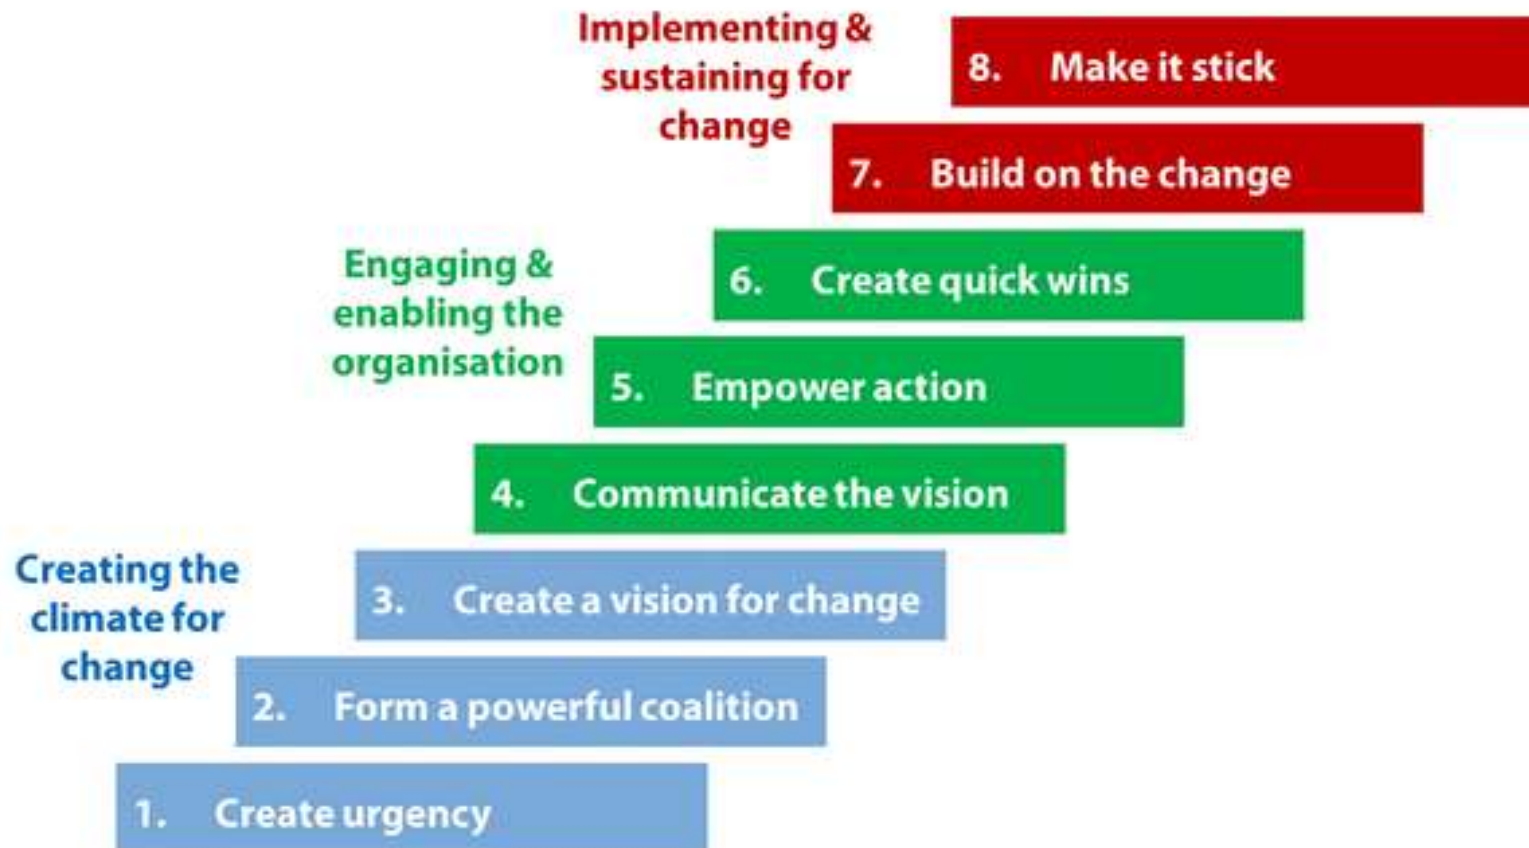 Implementing &
sustaining for
change
8. Make it stick
7. Build on the change
Engaging &
enabling the
organisation
6. Create quick wins
5. Empower action
4. Communicate the vision
Creating the
climate for
change
3. Create a vision for change
2. Form a powerful coalition
1. Create urgency